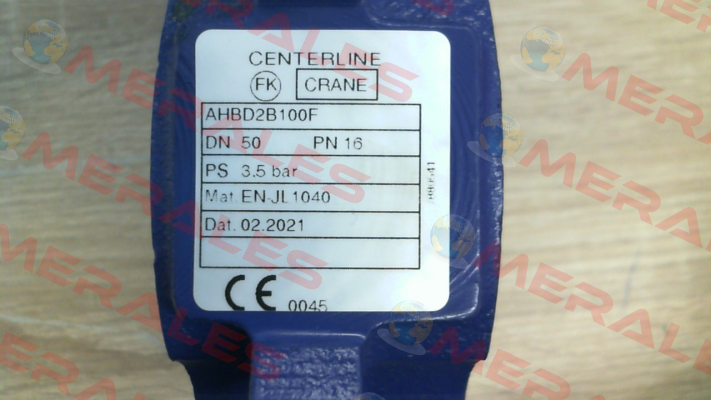 CENTERLINE
FK CRANE
AHBD2B100F
DN 50 PN 16
PS 3.5 bar
Mat. EN-JL1040
Dat. 02.2021
CE 0045
MERALES
MERALES
MERALES
MERALES
MERALES